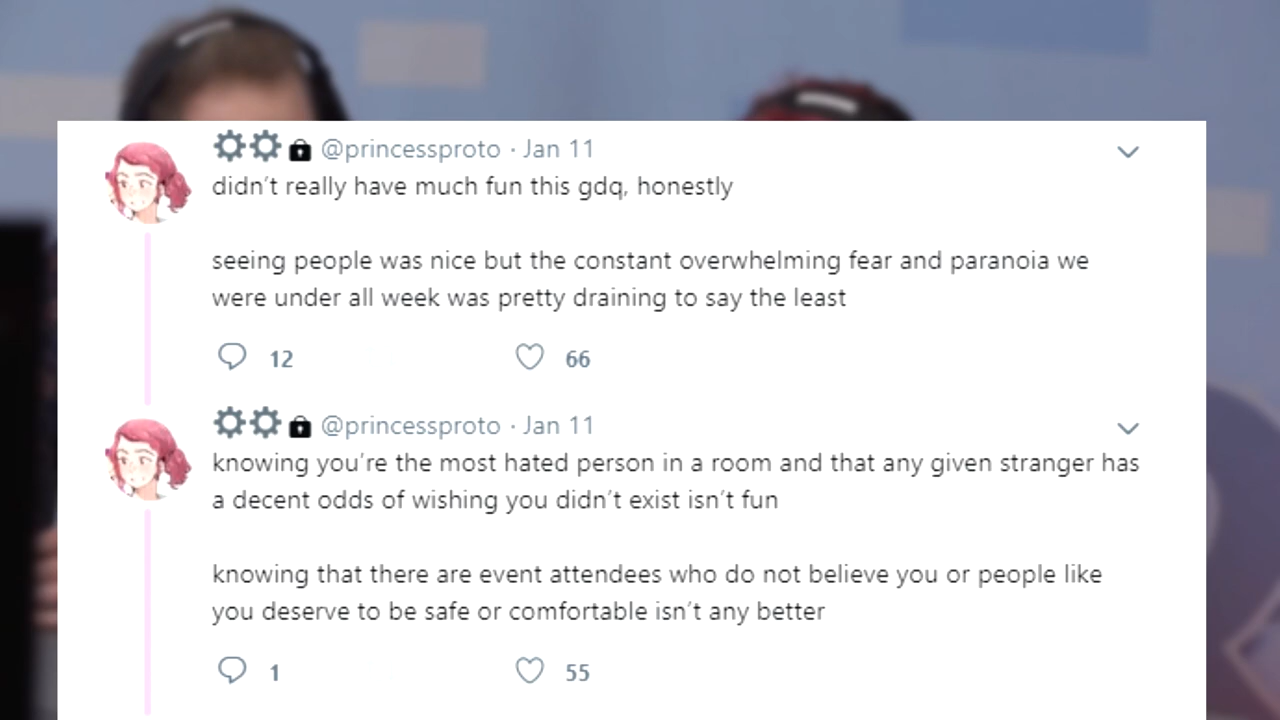 @princessproto · Jan 11
didn't really have much fun this gdq, honestly
seeing people was nice but the constant overwhelming fear and paranoia we
were under all week was pretty draining to say the least
12 66
@princessproto · Jan 11
knowing you're the most hated person in a room and that any given stranger has
a decent odds of wishing you didn't exist isn't fun
knowing that there are event attendees who do not believe you or people like
you deserve to be safe or comfortable isn't any better
1 55